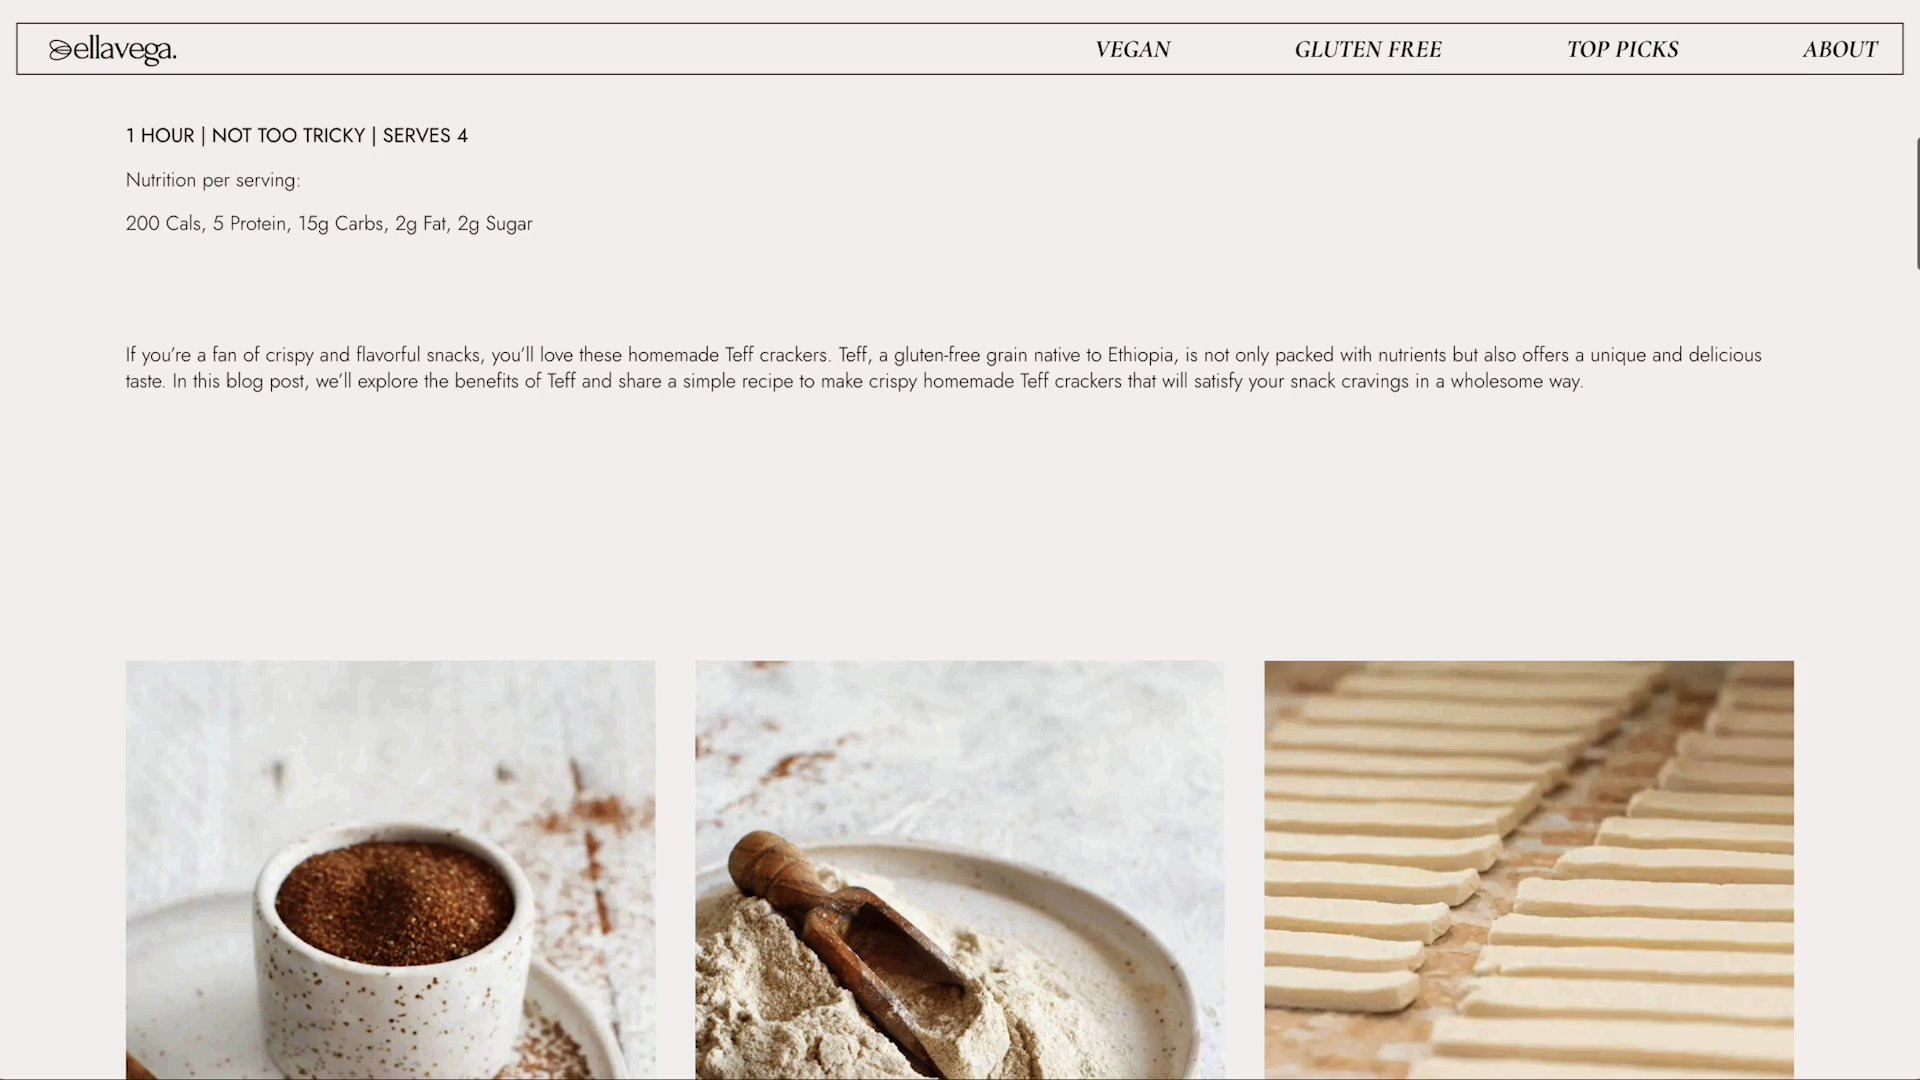 ellavega.
VEGAN
GLUTEN FREE
TOP PICKS
ABOUT
1 HOUR | NOT TOO TRICKY | SERVES 4
Nutrition per serving:
200 Cals, 5 Protein, 15g Carbs, 2g Fat, 2g Sugar
If you're a fan of crispy and flavorful snacks, you'll love these homemade Teff crackers. Teff, a gluten-free grain native to Ethiopia, is not only packed with nutrients but also offers a unique and delicious
taste. In this blog post, we'll explore the benefits of Teff and share a simple recipe to make crispy homemade Teff crackers that will satisfy your snack cravings in a wholesome way.